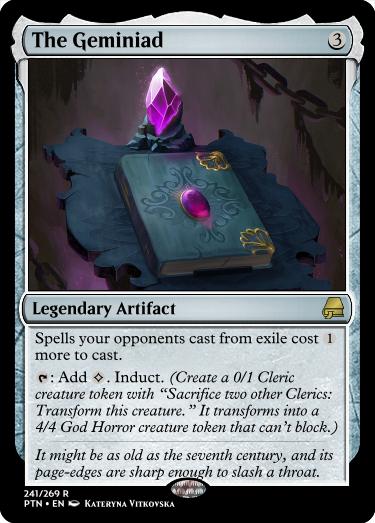 The Geminiad 3
Legendary Artifact
Spells your opponents cast from exile cost 1
more to cast.
: Add . Induct. (Create a 0/1 Cleric
creature token with “Sacrifice two other Clerics:
Transform this creature.” It transforms into a
4/4 God Horror creature token that can’t block.)
It might be as old as the seventh century, and its
page-edges are sharp enough to slash a throat.
241/269 R
PTN • EN Kateryna Vitkovska